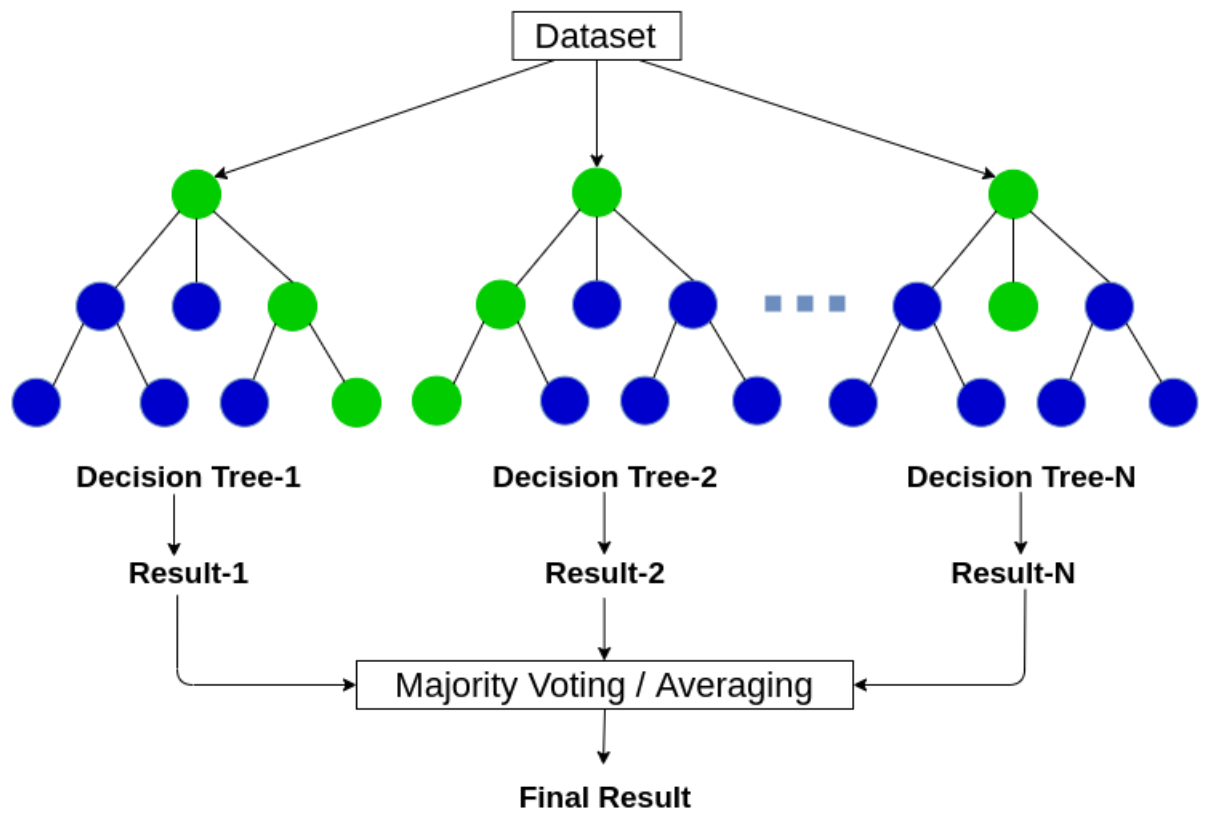 Dataset
Decision Tree-1
Decision Tree-2
Decision Tree-N
Result-1
Result-2
Result-N
Majority Voting / Averaging
Final Result